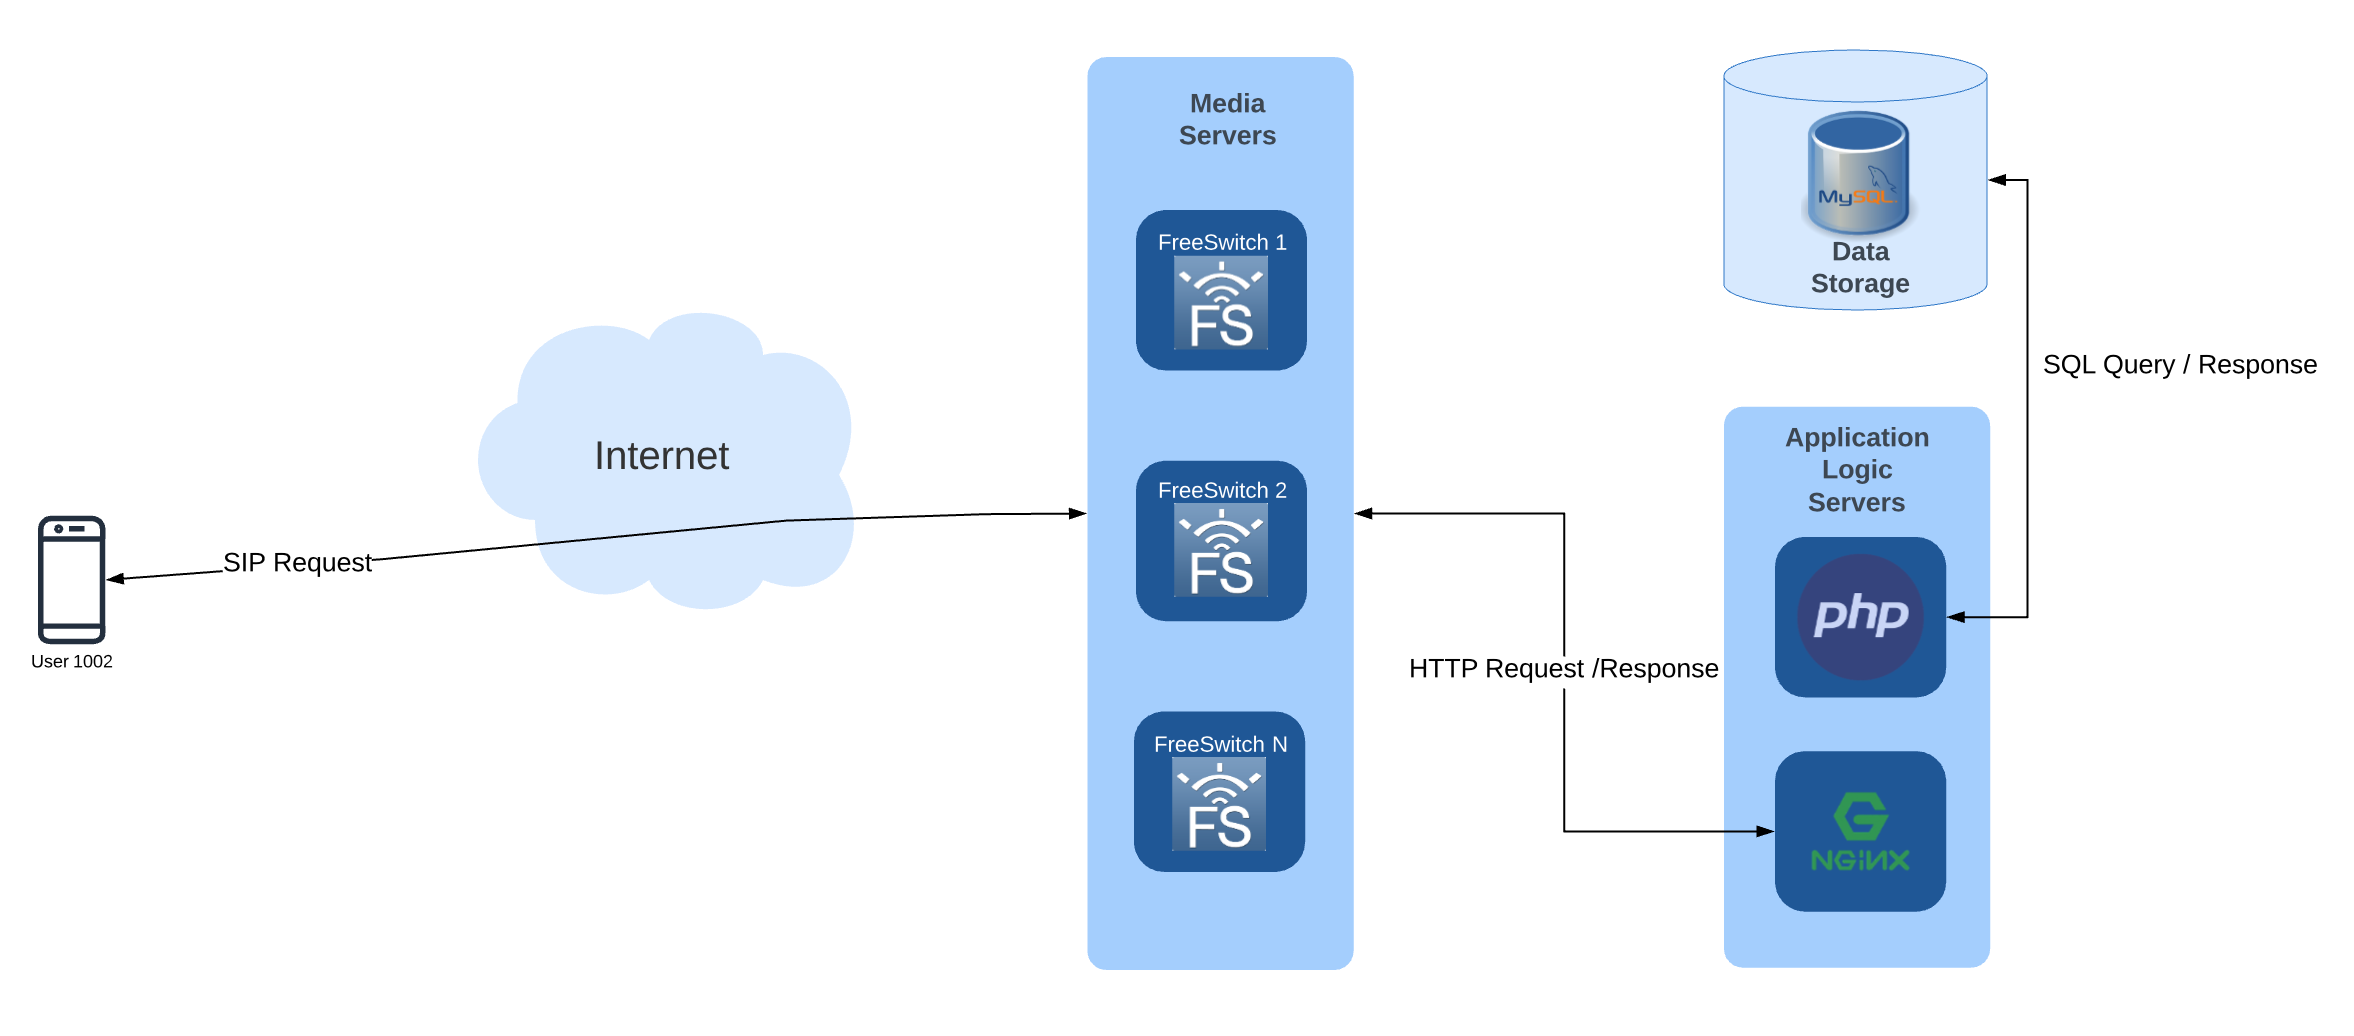 User 1002
SIP Request
Internet
Media
Servers
FreeSwitch 1
FS
FreeSwitch 2
FS
FreeSwitch N
FS
HTTP Request /Response
MySQL
Data
Storage
SQL Query / Response
Application
Logic
Servers
php
G
NGiNX